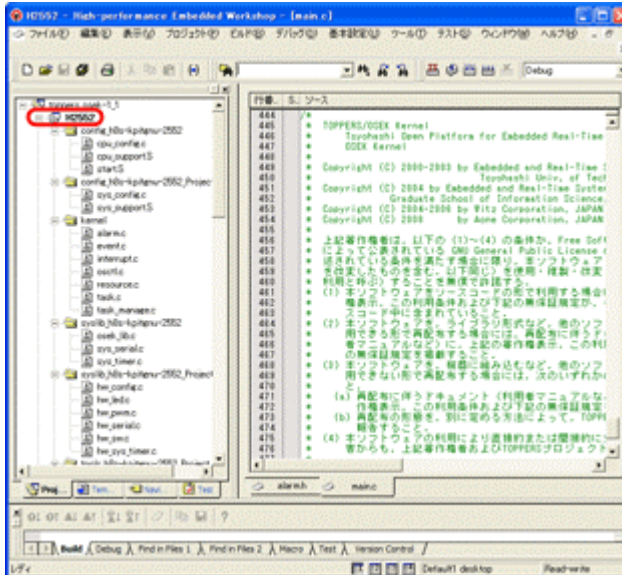 H2552 - High-performance Embedded Workshop - [main.c]
ファイル(F) 編集(E) 表示(V) プロジェクト(P) ビルド(B) デバッグ(D) 基本設定(U) ツール(T) テスト(S) ウィンドウ(W) ヘルプ(H)
Debug
toppers_osek-1_1
H2552
config_h8s-kpitgnu-2552
cpu_config.c
cpu_support.S
start.S
config_h8s-kpitgnu-2552_Project
sys_config.c
sys_support.S
kernel
alarm.c
event.c
interrupt.c
osctl.c
resource.c
task.c
task_manage.c
syslib_h8s-kpitgnu-2552
osek_lib.c
sys_serial.c
sys_timer.c
syslib_h8s-kpitgnu-2552_Project
hw_config.c
hw_led.c
hw_pwm.c
hw_serial.c
hw_sys_timer.c
Proj...
Tem...
Navi...
Test
行番.. S.. ソース
444 /*
445 * TOPPERS/OSEK Kernel
446 * Toyohashi Open Platform for Embedded Real-Time
447 * OSEK Kernel
448 *
449 * Copyright (C) 2000-2003 by Embedded and Real-Time S
450 * Toyohashi Univ. of Tech
451 * Copyright (C) 2004 by Embedded and Real-Time System
452 * Graduate School of Information Science,
453 * Copyright (C) 2004-2006 by Witz Corporation, JAPAN
454 * Copyright (C) 2003 by Aone Corporation, JAPAN
455 *
456 * 上記著作権者は、以下の (1)~(4) の条件か、Free Soft
457 * によって公表されている GNU General Public License
458 * 述されている条件を満たす場合に限り、本ソフトウェア
459 * を改変したものを含む。以下同じ)を使用・複製・改変
460 * 利用と呼ぶ)することを無償で許諾する。
461 * (1) 本ソフトウェアをソースコードの形で利用する場合に
462 * 権表示、この利用条件および下記の無保証規定が、
463 * スコード中に含まれていること。
464 * (2) 本ソフトウェアを、ライブラリ形式など、他のソフ
465 * 用できる形で再配布する場合には、再配布に伴うド
466 * 者マニュアルなど)に、上記の著作権表示、この利
467 * の無保証規定を掲載すること。
468 * (3) 本ソフトウェアを、機器に組み込むなど、他のソフ
469 * 用できない形で再配布する場合には、次のいずれか
470 * と。
471 * (a) 再配布に伴うドキュメント(利用者マニュアルな
472 * 作権表示、この利用条件および下記の無保証規定
473 * (b) 再配布の形態を、別に定める方法によって、TOPP
474 * 報告すること。
475 * (4) 本ソフトウェアの利用により直接的または間接的に
476 * 害からも、上記著作権者およびTOPPERSプロジェクト
alarm.h
main.c
Build Debug Find in Files 1 Find in Files 2 Macro Test Version Control
レディ Default1 desktop Read-write